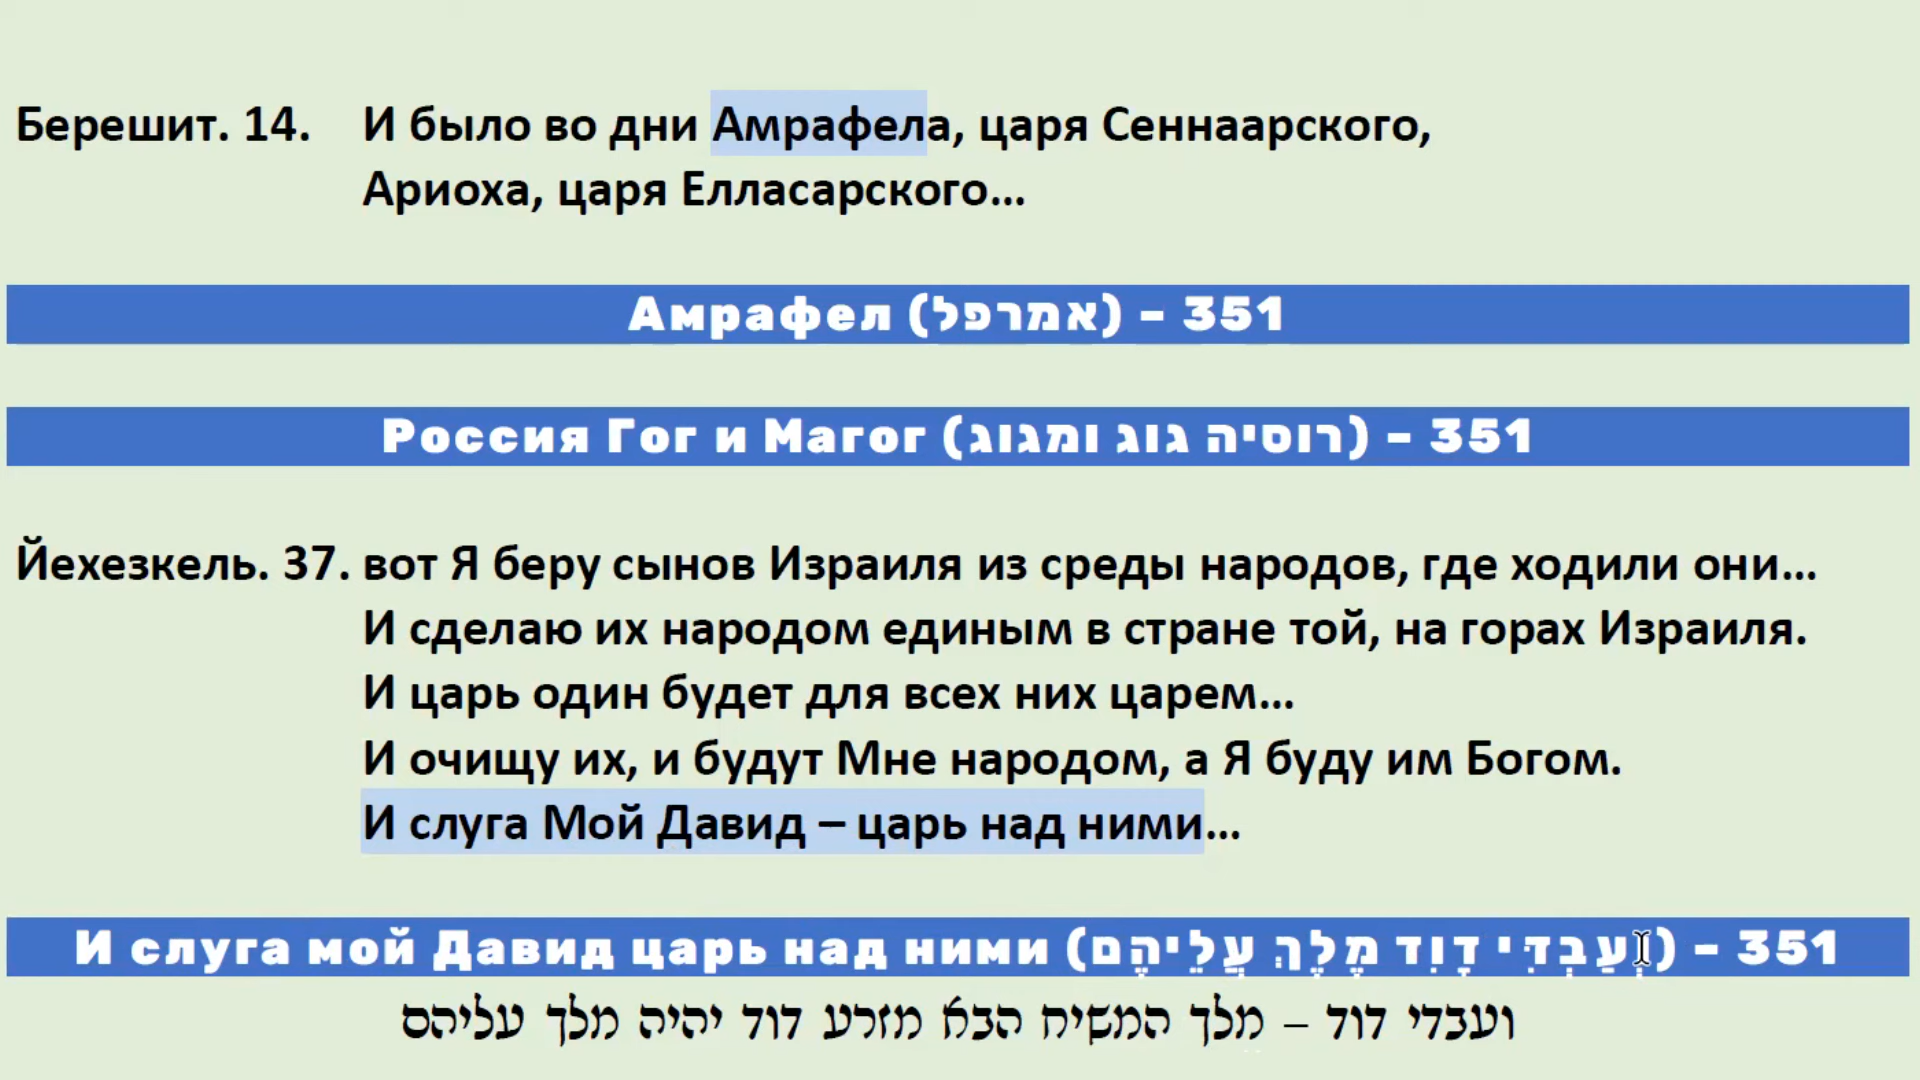 Берешит. 14. И было во дни Амрафела, царя Сеннаарского,
Ариоха, царя Елласарского...
Амрафел (אמרפל) – 351
Россия Гог и Магог (רוסיה גוג ומגוג) – 351
Йехезкель. 37. вот Я беру сынов Израиля из среды народов, где ходили они...
И сделаю их народом единым в стране той, на горах Израиля.
И царь один будет для всех них царем...
И очищу их, и будут Мне народом, а Я буду им Богом.
И слуга Мой Давид – царь над ними...
И слуга мой Давид царь над ними (וְעַבְדִּי דָוִד מֶלֶךְ עֲלֵיהֶם) – 351
ועבדי דוד – מלך המשיח הבא מזרע דוד יהיה מלך עליהם